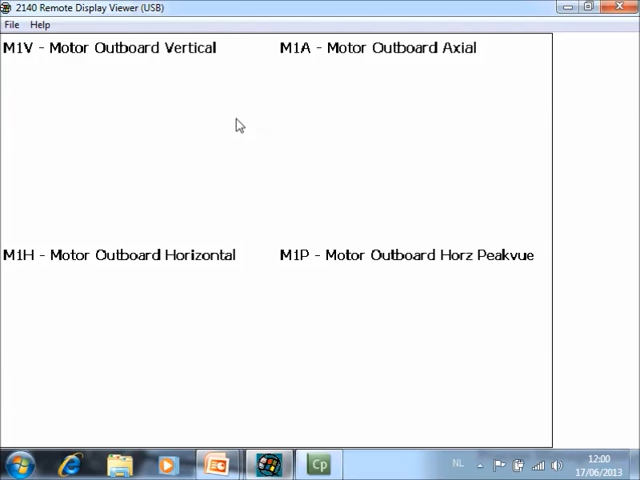 2140 Remote Display Viewer (USB)
File Help
M1V - Motor Outboard Vertical
M1A - Motor Outboard Axial
M1H - Motor Outboard Horizontal
M1P - Motor Outboard Horz Peakvue
Cp
NL
12:00
17/06/2013